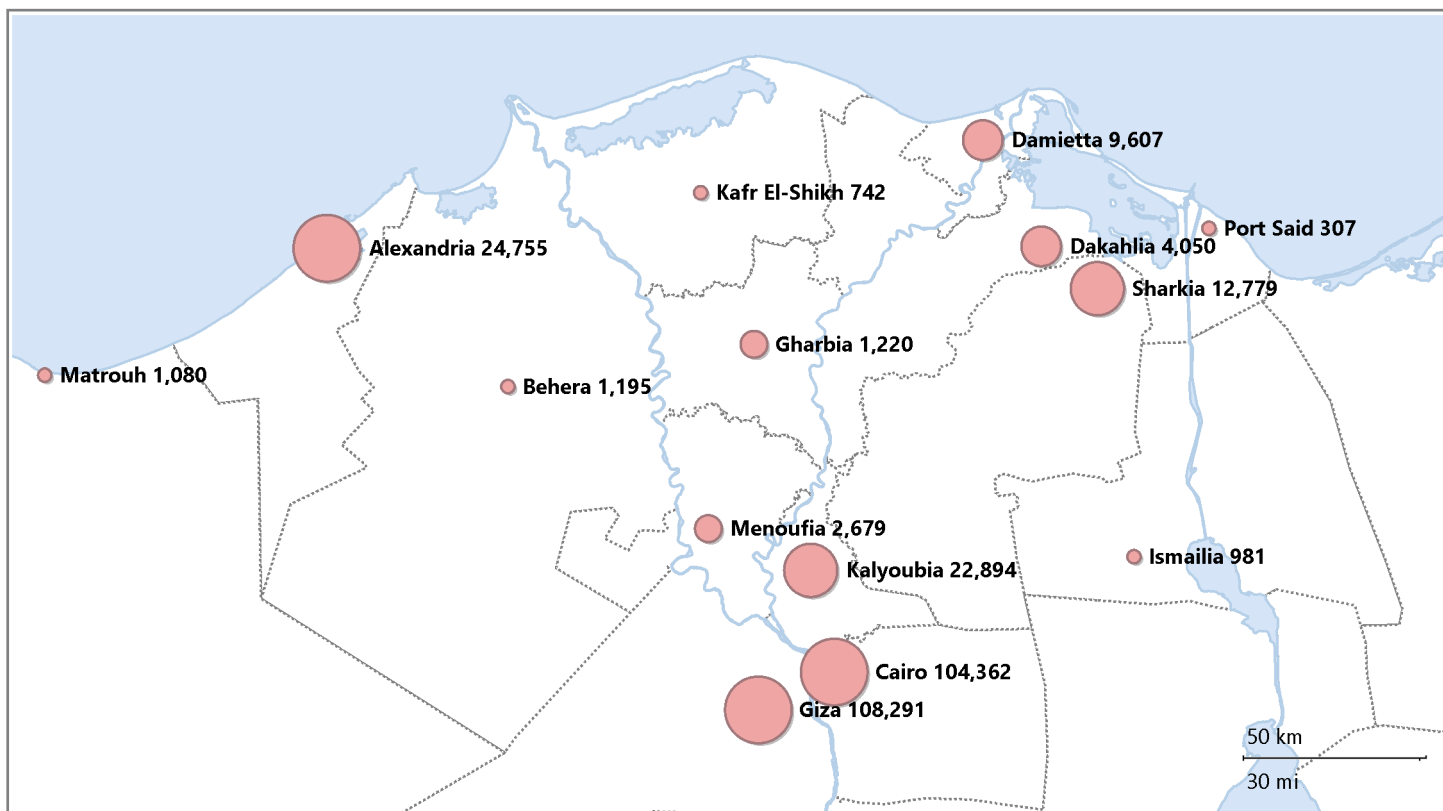 Damietta 9,607
Kafr El-Shikh 742
Port Said 307
Alexandria 24,755
Dakahlia 4,050
Sharkia 12,779
Gharbia 1,220
Matrouh 1,080
Behera 1,195
Menoufia 2,679
Ismailia 981
Kalyoubia 22,894
Cairo 104,362
Giza 108,291
50 km
30 mi